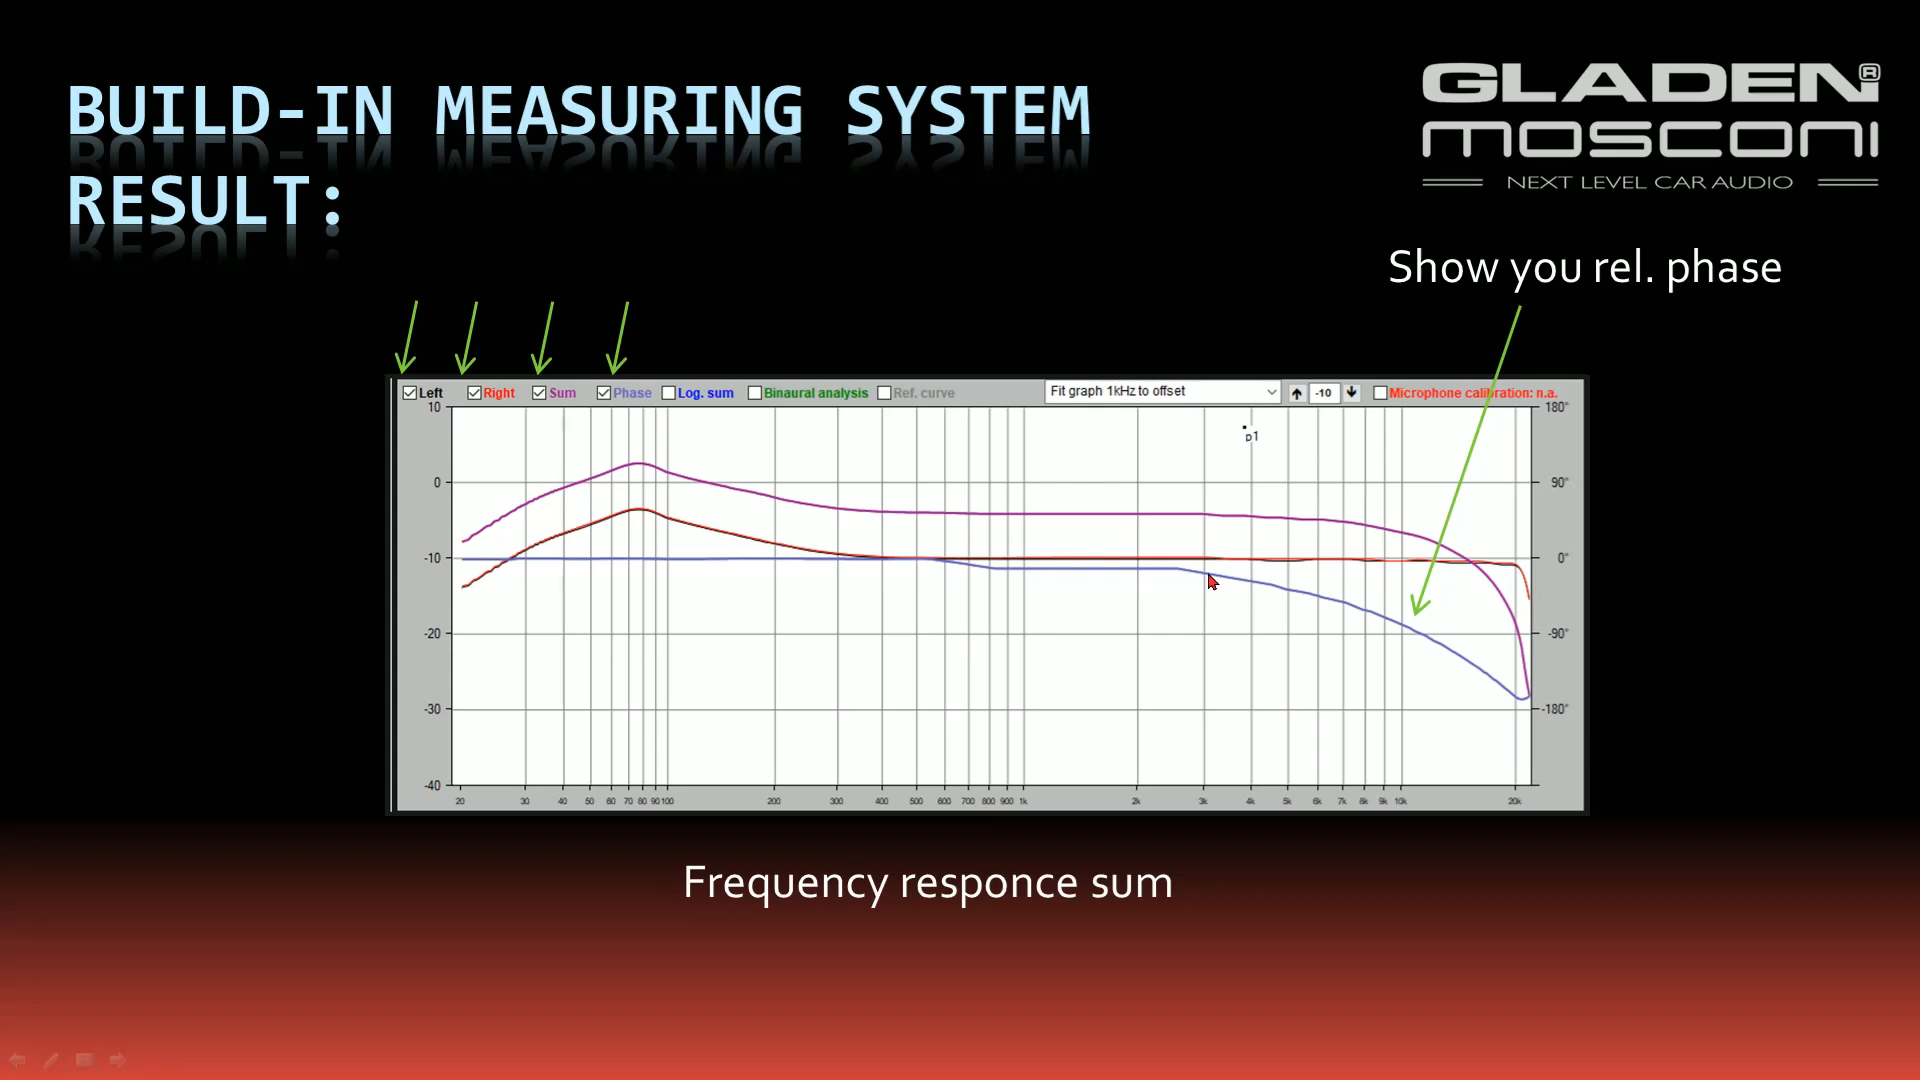 BUILD-IN MEASURING SYSTEM
RESULT:
GLADEN®
MOSCONI
NEXT LEVEL CAR AUDIO
Show you rel. phase
Left Right Sum Phase Log. sum Binaural analysis Ref. curve Fit graph 1kHz to offset -10 Microphone calibration: n.a.
10 180°
p1
0 90°
-10 0°
-20 -90°
-30 -180°
-40
20 30 40 50 60 70 80 90 100 200 300 400 500 600 700 800 900 1k 2k 3k 4k 5k 6k 7k 8k 9k 10k 20k
Frequency responce sum